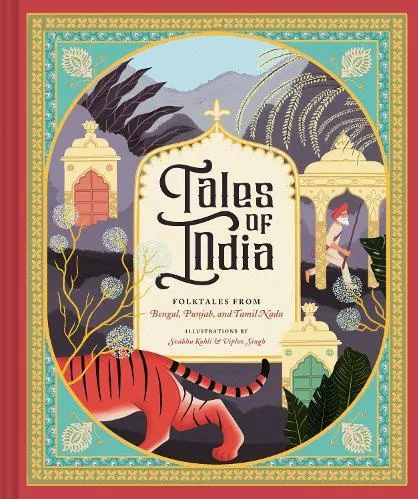 Tales
of
India
FOLKTALES FROM
Bengal, Punjab, and Tamil Nadu
ILLUSTRATIONS BY
Svabhu Kohli & Viplov Singh